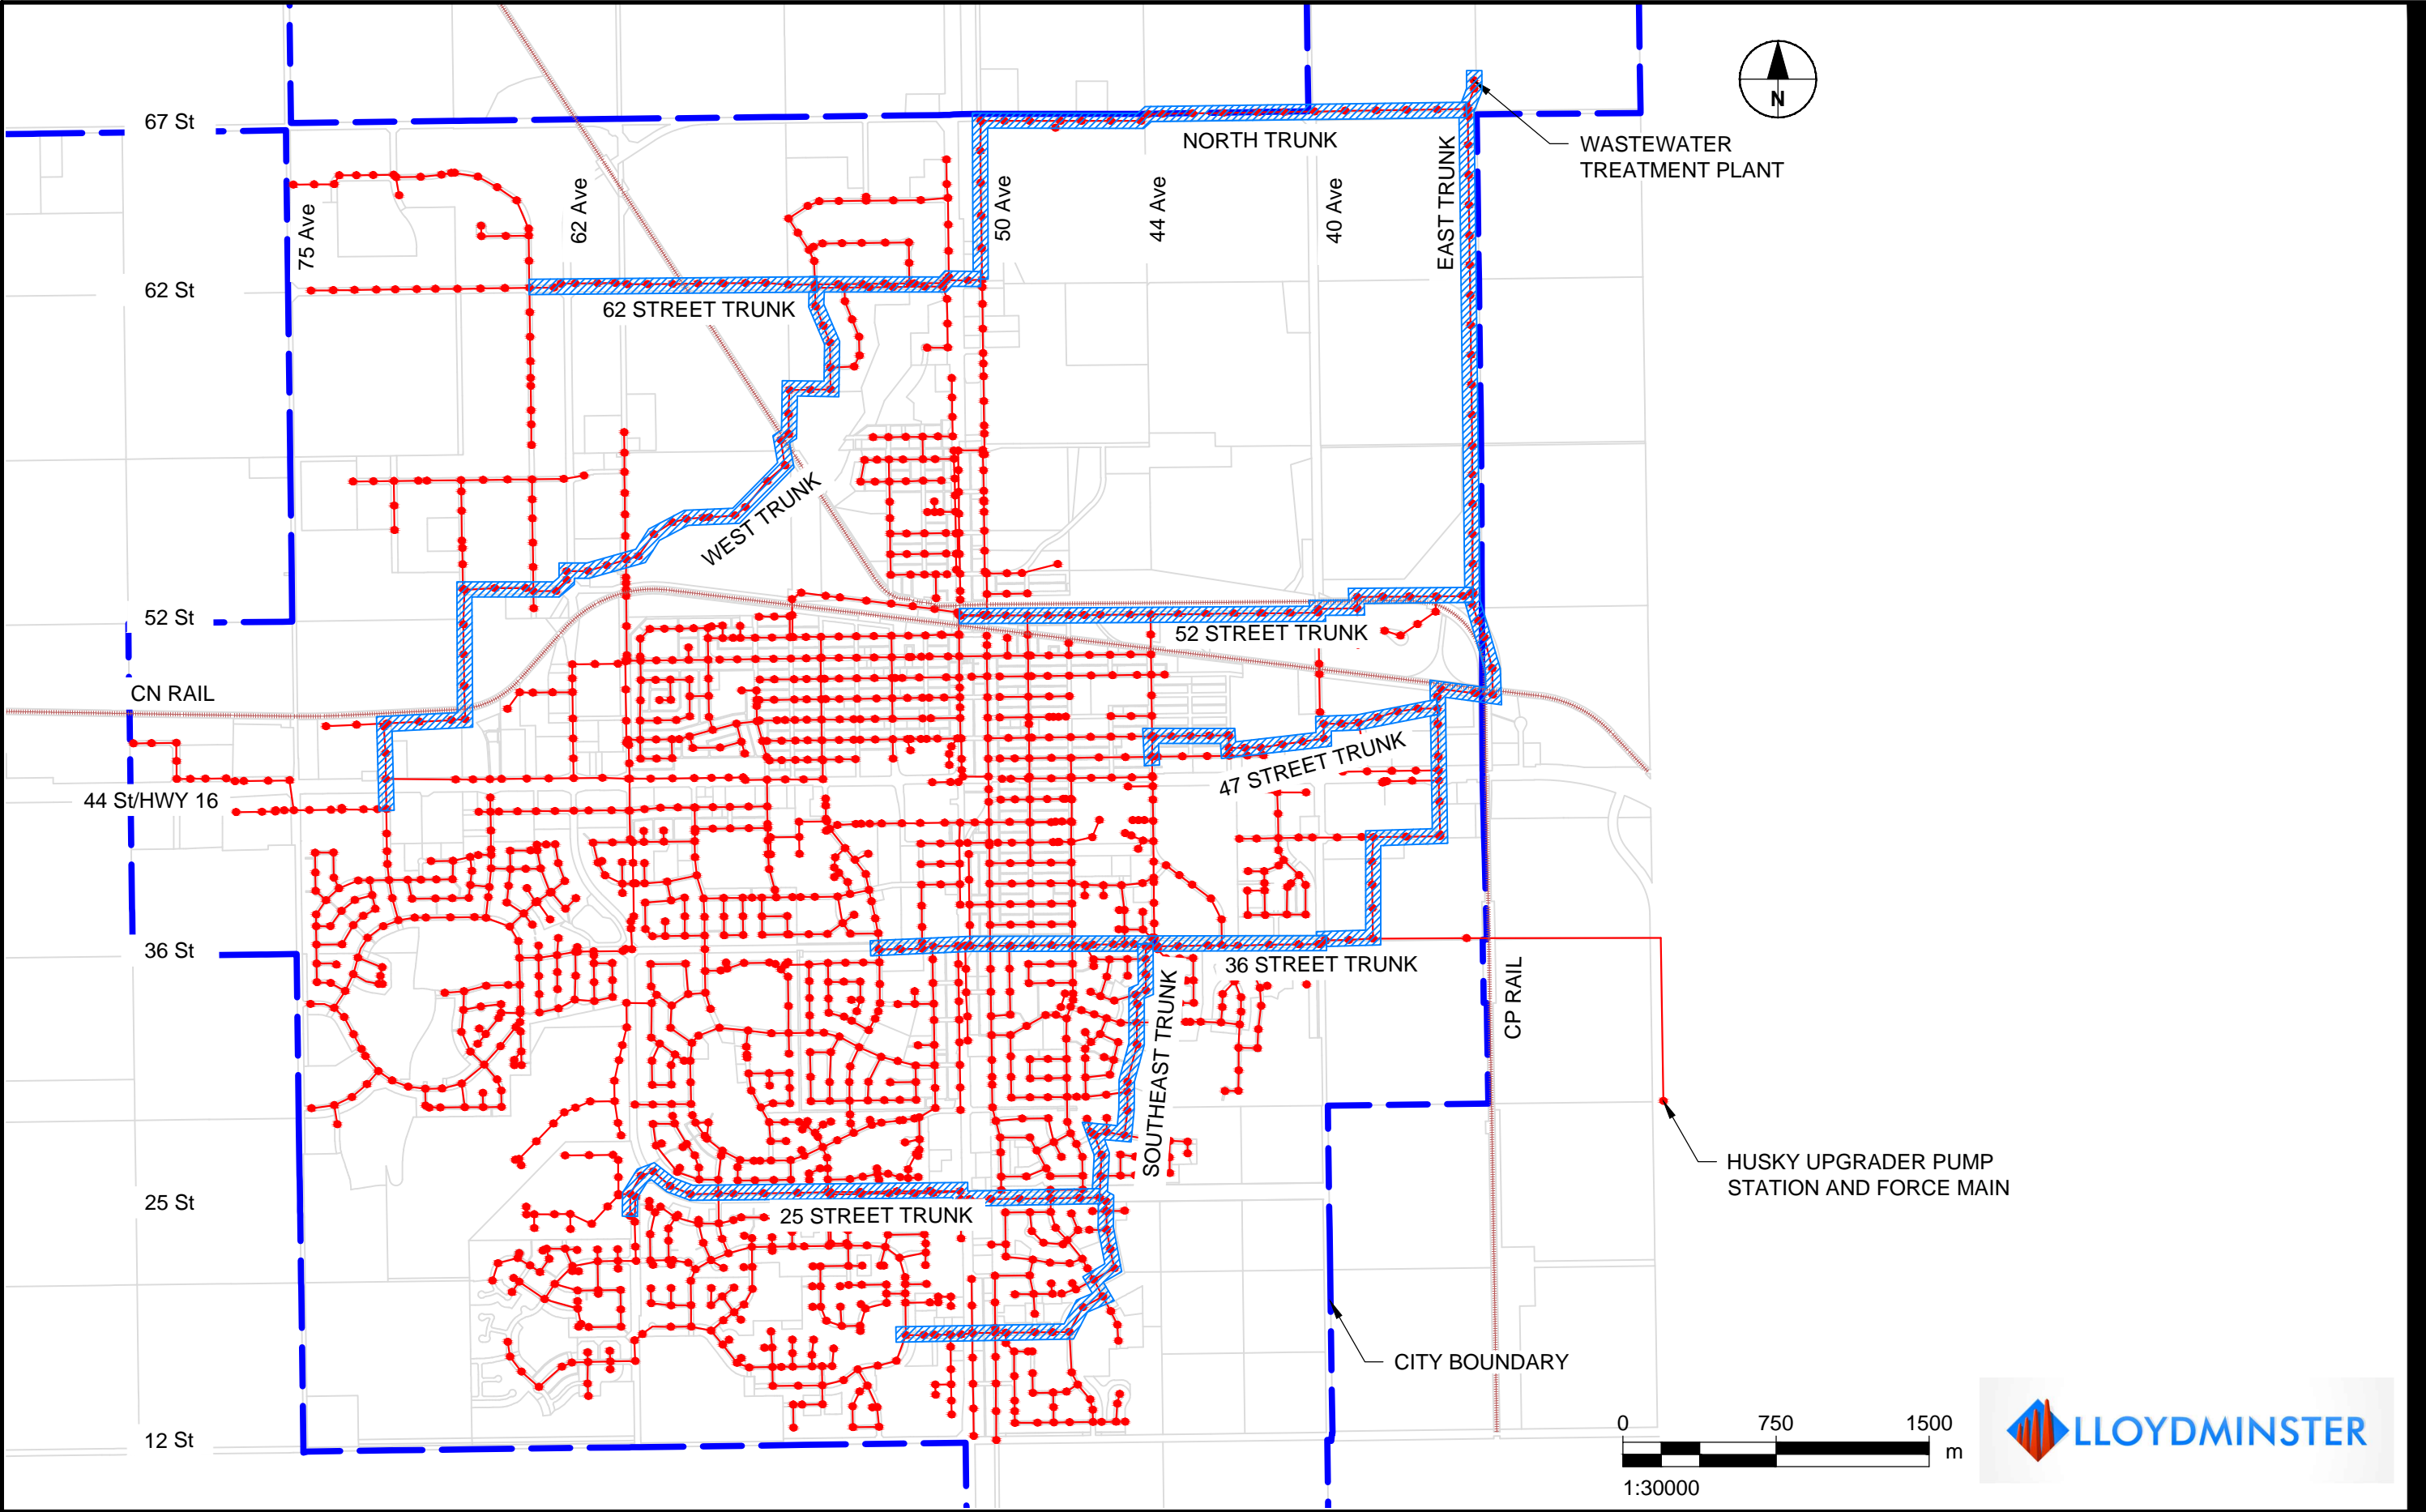 67 St
N
NORTH TRUNK
WASTEWATER
TREATMENT PLANT
EAST TRUNK
75 Ave
62 Ave
50 Ave
44 Ave
40 Ave
62 St
62 STREET TRUNK
WEST TRUNK
52 St
52 STREET TRUNK
CN RAIL
47 STREET TRUNK
44 St/HWY 16
36 St
36 STREET TRUNK
CP RAIL
SOUTHEAST TRUNK
HUSKY UPGRADER PUMP
STATION AND FORCE MAIN
25 St
25 STREET TRUNK
CITY BOUNDARY
12 St
0 750 1500
m
1:30000
LLOYDMINSTER